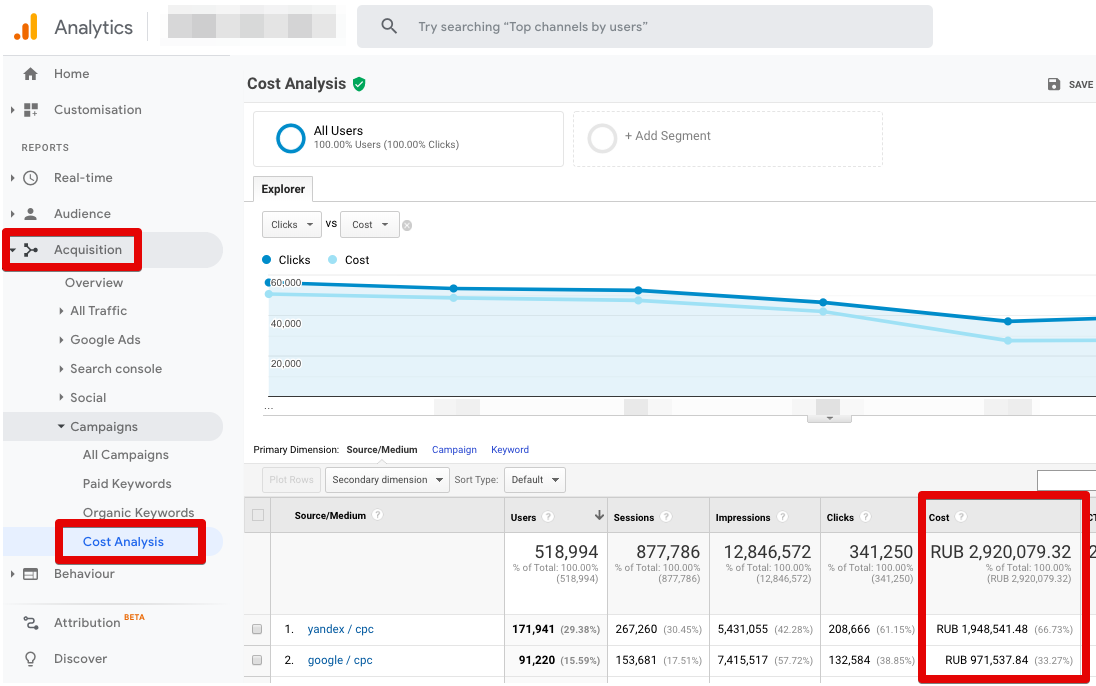 Analytics
Try searching “Top channels by users”
Home
Customisation
REPORTS
Real-time
Audience
Acquisition
Overview
All Traffic
Google Ads
Search console
Social
Campaigns
All Campaigns
Paid Keywords
Organic Keywords
Cost Analysis
Behaviour
Attribution BETA
Discover
Cost Analysis
SAVE
All Users
100.00% Users (100.00% Clicks)
+ Add Segment
Explorer
Clicks VS Cost
Clicks Cost
60,000
40,000
20,000
...
Primary Dimension: Source/Medium Campaign Keyword
Plot Rows Secondary dimension Sort Type: Default
Source/Medium ? Users ? Sessions ? Impressions ? Clicks ? Cost ?
518,994 877,786 12,846,572 341,250 RUB 2,920,079.32
% of Total: 100.00% % of Total: 100.00% % of Total: 100.00% % of Total: 100.00% % of Total: 100.00%
(518,994) (877,786) (12,846,572) (341,250) (RUB 2,920,079.32)
1. yandex / cpc 171,941 (29.38%) 267,260 (30.45%) 5,431,055 (42.28%) 208,666 (61.15%) RUB 1,948,541.48 (66.73%)
2. google / cpc 91,220 (15.59%) 153,681 (17.51%) 7,415,517 (57.72%) 132,584 (38.85%) RUB 971,537.84 (33.27%)